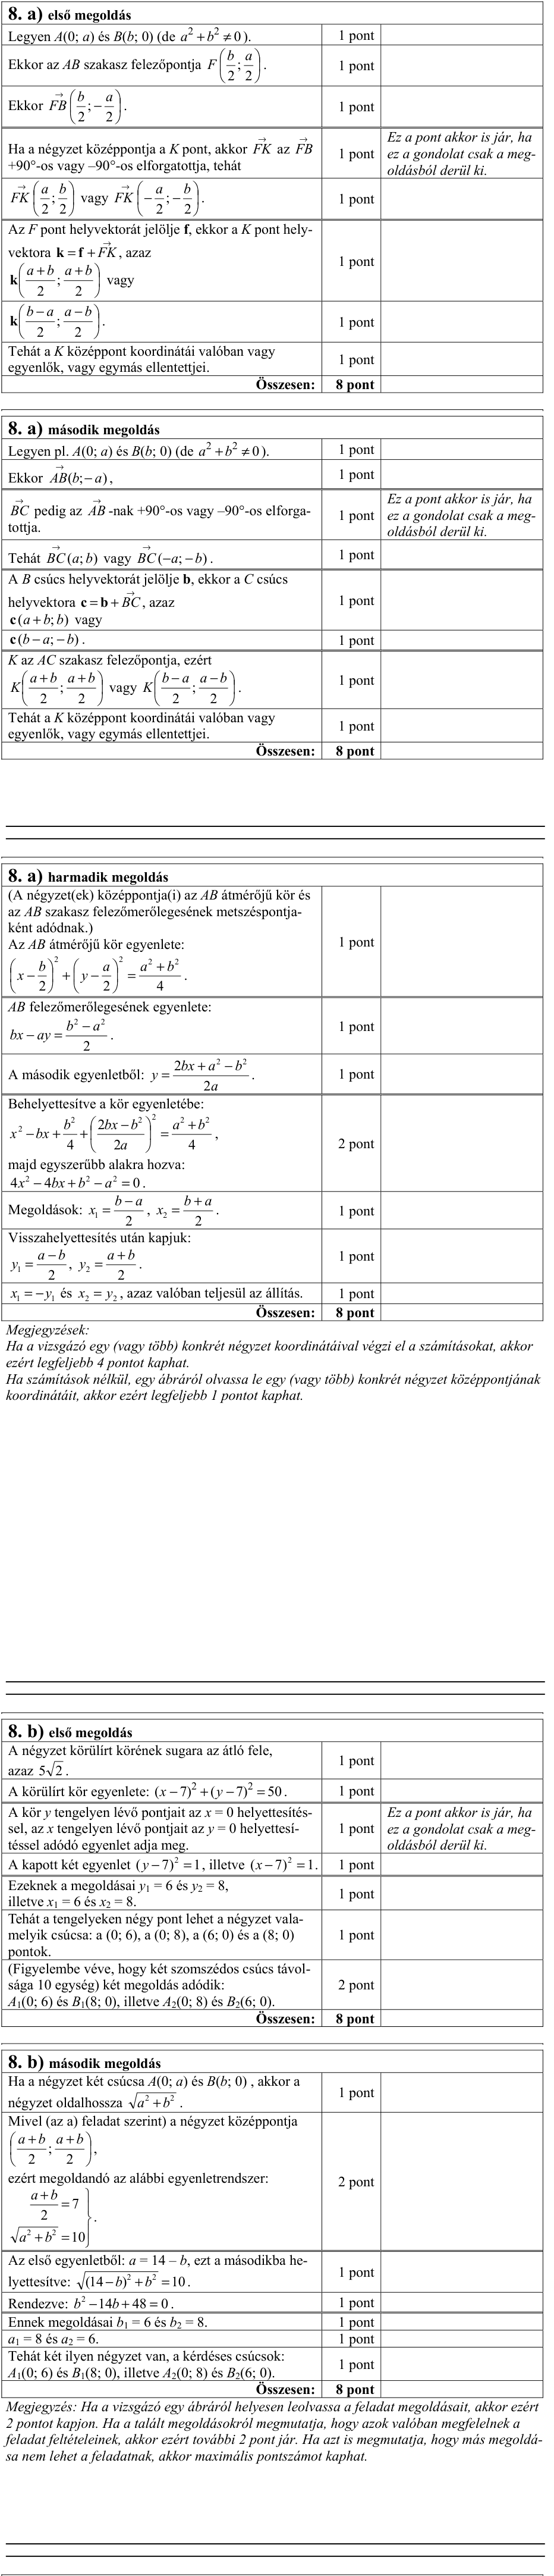 8. a) első megoldás
Legyen A(0; a) és B(b; 0) (de a² + b² ≠ 0). 1 pont
Ekkor az AB szakasz felezőpontja F(b/2; a/2). 1 pont
Ekkor FB→(b/2; −a/2). 1 pont
Ha a négyzet középpontja a K pont, akkor FK→ az FB→
+90°-os vagy –90°-os elforgatottja, tehát 1 pont
Ez a pont akkor is jár, ha
ez a gondolat csak a meg-
oldásból derül ki.
FK→(a/2; b/2) vagy FK→(−a/2; −b/2). 1 pont
Az F pont helyvektorát jelölje f, ekkor a K pont hely-
vektora k = f + FK→, azaz
k((a+b)/2; (a+b)/2) vagy 1 pont
k((b−a)/2; (a−b)/2). 1 pont
Tehát a K középpont koordinátái valóban vagy
egyenlők, vagy egymás ellentettjei. 1 pont
Összesen: 8 pont
8. a) második megoldás
Legyen pl. A(0; a) és B(b; 0) (de a² + b² ≠ 0). 1 pont
Ekkor AB→(b; −a), 1 pont
BC→ pedig az AB→-nak +90°-os vagy –90°-os elforga-
tottja. 1 pont
Ez a pont akkor is jár, ha
ez a gondolat csak a meg-
oldásból derül ki.
Tehát BC→(a; b) vagy BC→(−a; −b). 1 pont
A B csúcs helyvektorát jelölje b, ekkor a C csúcs
helyvektora c = b + BC→, azaz
c(a + b; b) vagy 1 pont
c(b − a; −b). 1 pont
K az AC szakasz felezőpontja, ezért
K((a+b)/2; (a+b)/2) vagy K((b−a)/2; (a−b)/2). 1 pont
Tehát a K középpont koordinátái valóban vagy
egyenlők, vagy egymás ellentettjei. 1 pont
Összesen: 8 pont
8. a) harmadik megoldás
(A négyzet(ek) középpontja(i) az AB átmérőjű kör és
az AB szakasz felezőmerőlegesének metszéspontja-
ként adódnak.)
Az AB átmérőjű kör egyenlete:
(x − b/2)² + (y − a/2)² = (a² + b²)/4. 1 pont
AB felezőmerőlegesének egyenlete:
bx − ay = (b² − a²)/2. 1 pont
A második egyenletből: y = (2bx + a² − b²)/(2a). 1 pont
Behelyettesítve a kör egyenletébe:
x² − bx + b²/4 + ((2bx − b²)/(2a))² = (a² + b²)/4,
majd egyszerűbb alakra hozva:
4x² − 4bx + b² − a² = 0. 2 pont
Megoldások: x₁ = (b−a)/2, x₂ = (b+a)/2. 1 pont
Visszahelyettesítés után kapjuk:
y₁ = (a−b)/2, y₂ = (a+b)/2. 1 pont
x₁ = −y₁ és x₂ = y₂, azaz valóban teljesül az állítás. 1 pont
Összesen: 8 pont
Megjegyzések:
Ha a vizsgázó egy (vagy több) konkrét négyzet koordinátáival végzi el a számításokat, akkor
ezért legfeljebb 4 pontot kaphat.
Ha számítások nélkül, egy ábráról olvassa le egy (vagy több) konkrét négyzet középpontjának
koordinátáit, akkor ezért legfeljebb 1 pontot kaphat.
8. b) első megoldás
A négyzet körülírt körének sugara az átló fele,
azaz 5√2. 1 pont
A körülírt kör egyenlete: (x − 7)² + (y − 7)² = 50. 1 pont
A kör y tengelyen lévő pontjait az x = 0 helyettesítés-
sel, az x tengelyen lévő pontjait az y = 0 helyettesí-
téssel adódó egyenlet adja meg. 1 pont
Ez a pont akkor is jár, ha
ez a gondolat csak a meg-
oldásból derül ki.
A kapott két egyenlet (y − 7)² = 1, illetve (x − 7)² = 1. 1 pont
Ezeknek a megoldásai y₁ = 6 és y₂ = 8,
illetve x₁ = 6 és x₂ = 8. 1 pont
Tehát a tengelyeken négy pont lehet a négyzet vala-
melyik csúcsa: a (0; 6), a (0; 8), a (6; 0) és a (8; 0)
pontok. 1 pont
(Figyelembe véve, hogy két szomszédos csúcs távol-
sága 10 egység) két megoldás adódik:
A₁(0; 6) és B₁(8; 0), illetve A₂(0; 8) és B₂(6; 0). 2 pont
Összesen: 8 pont
8. b) második megoldás
Ha a négyzet két csúcsa A(0; a) és B(b; 0) , akkor a
négyzet oldalhossza √(a² + b²) . 1 pont
Mivel (az a) feladat szerint) a négyzet középpontja
((a+b)/2; (a+b)/2),
ezért megoldandó az alábbi egyenletrendszer:
(a+b)/2 = 7
√(a² + b²) = 10 }. 2 pont
Az első egyenletből: a = 14 – b, ezt a másodikba he-
lyettesítve: √((14 − b)² + b²) = 10. 1 pont
Rendezve: b² − 14b + 48 = 0. 1 pont
Ennek megoldásai b₁ = 6 és b₂ = 8. 1 pont
a₁ = 8 és a₂ = 6. 1 pont
Tehát két ilyen négyzet van, a kérdéses csúcsok:
A₁(0; 6) és B₁(8; 0), illetve A₂(0; 8) és B₂(6; 0). 1 pont
Összesen: 8 pont
Megjegyzés: Ha a vizsgázó egy ábráról helyesen leolvassa a feladat megoldásait, akkor ezért
2 pontot kapjon. Ha a talált megoldásokról megmutatja, hogy azok valóban megfelelnek a
feladat feltételeinek, akkor ezért további 2 pont jár. Ha azt is megmutatja, hogy más megoldá-
sa nem lehet a feladatnak, akkor maximális pontszámot kaphat.